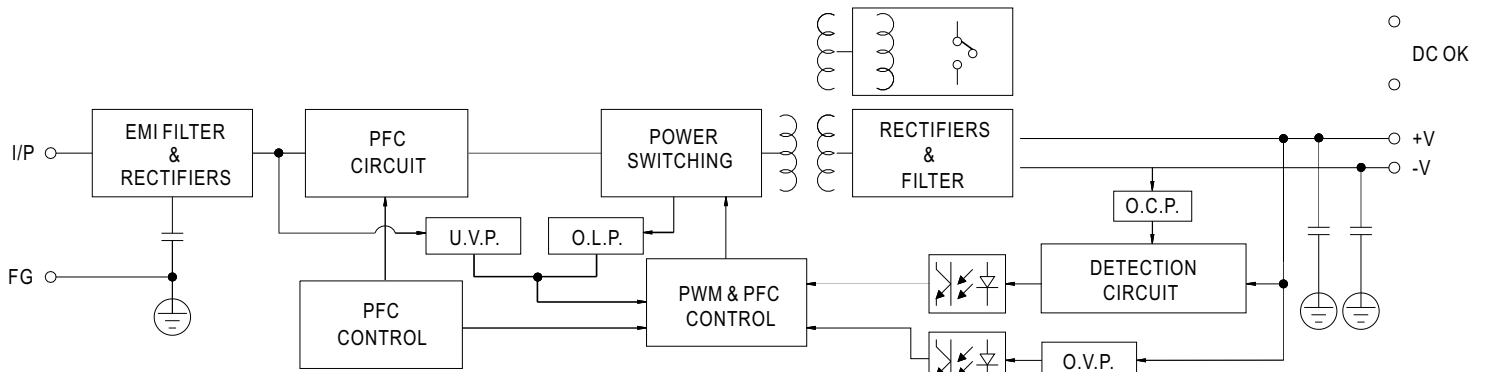 DC OK
I/P
EMI FILTER
&
RECTIFIERS
PFC
CIRCUIT
POWER
SWITCHING
RECTIFIERS
&
FILTER
+V
-V
O.C.P.
U.V.P.
O.L.P.
FG
PFC
CONTROL
PWM & PFC
CONTROL
DETECTION
CIRCUIT
O.V.P.